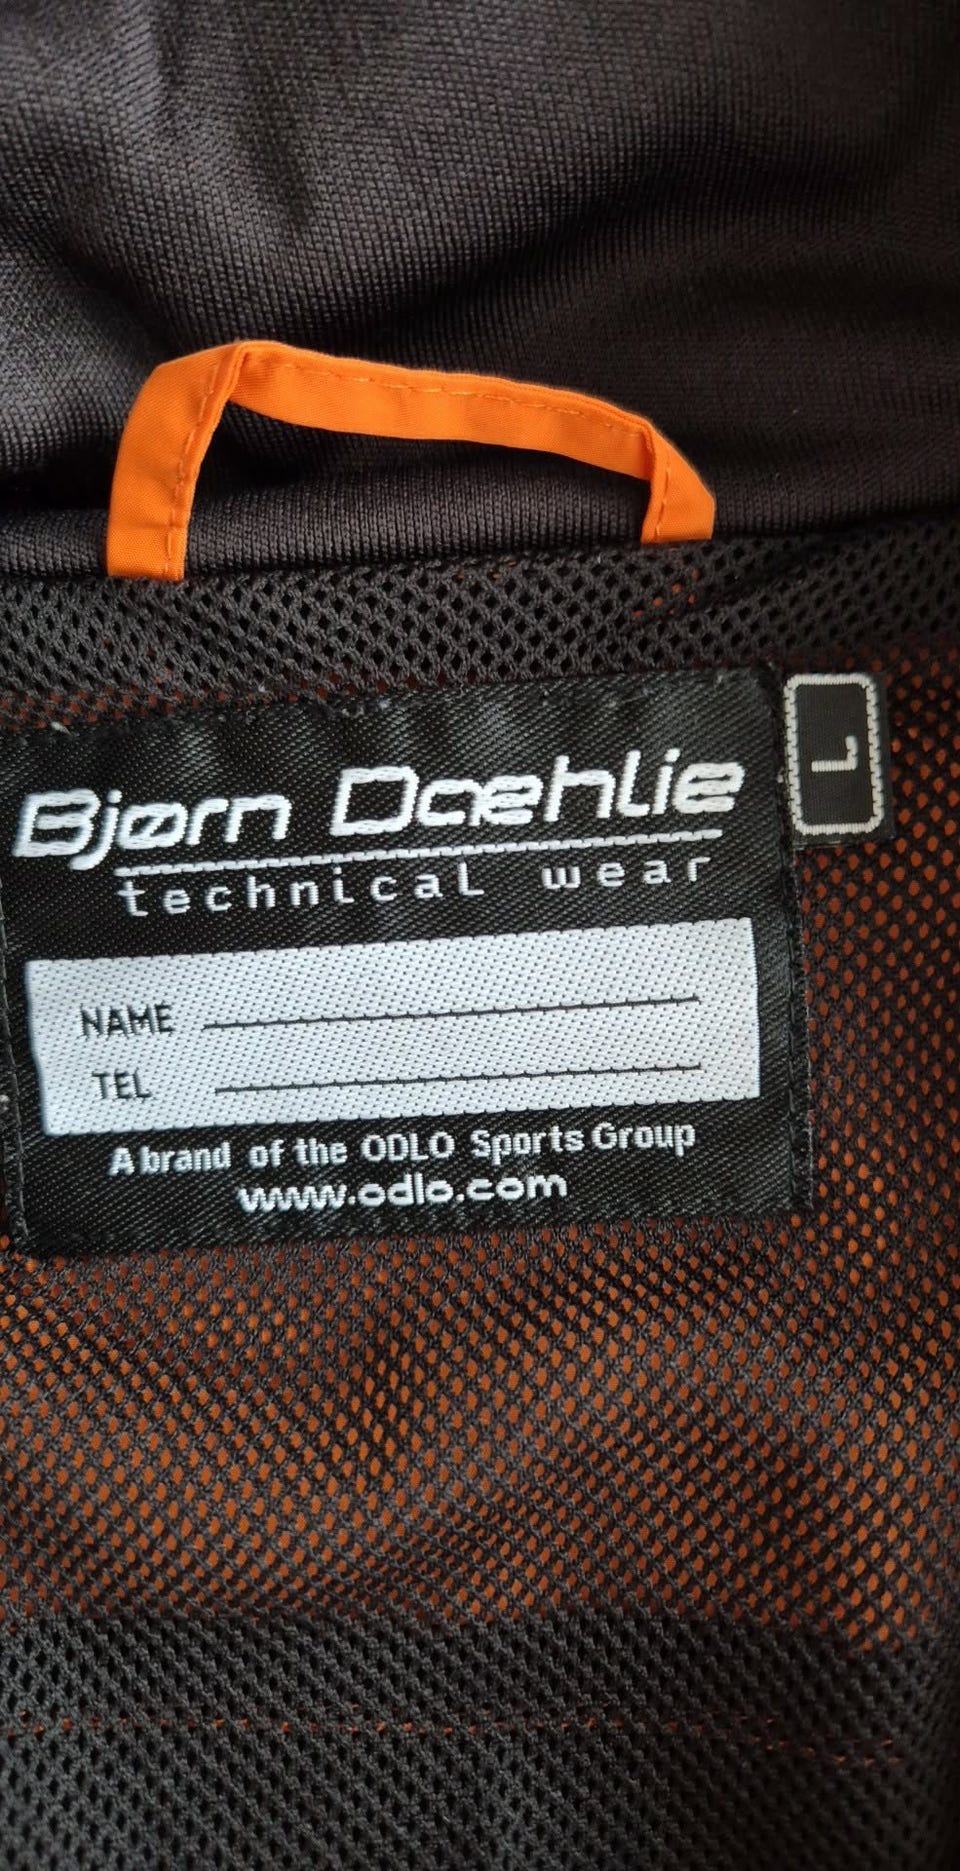 Bjørn Dæhlie
technical wear
L
NAME
TEL
A brand of the ODLO Sports Group
www.odlo.com